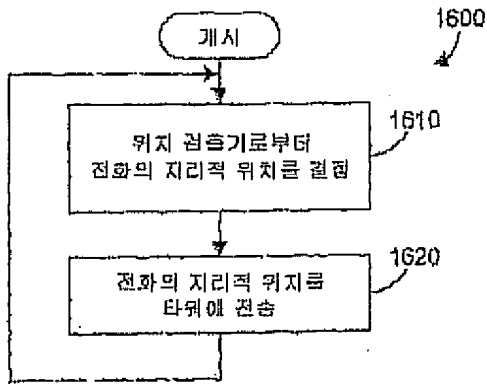 개시
1600
위치 검출기로부터
전화의 지리적 위치를 결정
1610
전화의 지리적 위치를
타워에 전송
1620